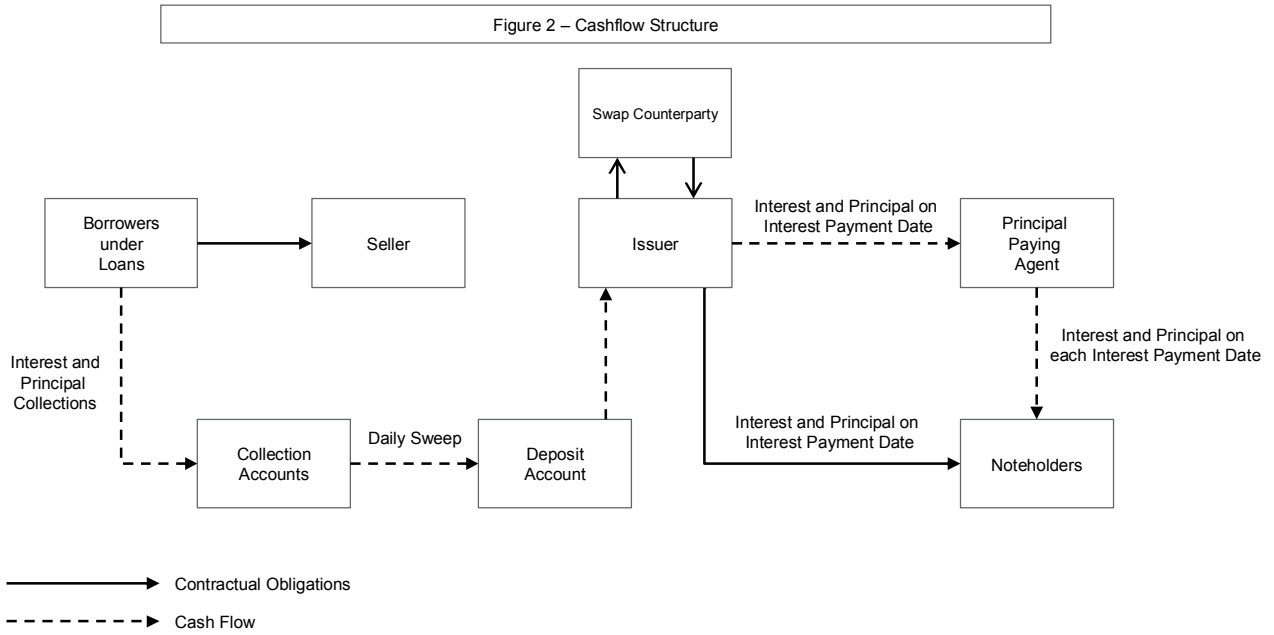 Figure 2 – Cashflow Structure
Swap Counterparty
Borrowers
under
Loans
Seller
Issuer
Interest and Principal on
Interest Payment Date
Principal
Paying
Agent
Interest and
Principal
Collections
Interest and Principal on
each Interest Payment Date
Collection
Accounts
Daily Sweep
Deposit
Account
Interest and Principal on
Interest Payment Date
Noteholders
Contractual Obligations
Cash Flow